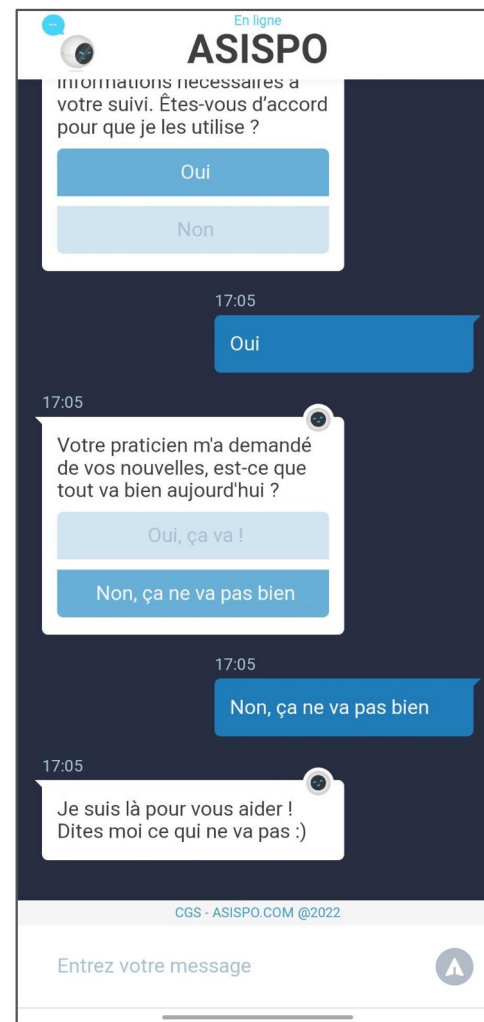 En ligne
ASISPO
informations nécessaires à
votre suivi. Êtes-vous d’accord
pour que je les utilise ?
Oui
Non
17:05
Oui
17:05
Votre praticien m'a demandé
de vos nouvelles, est-ce que
tout va bien aujourd'hui ?
Oui, ça va !
Non, ça ne va pas bien
17:05
Non, ça ne va pas bien
17:05
Je suis là pour vous aider !
Dites moi ce qui ne va pas :)
CGS - ASISPO.COM @2022
Entrez votre message